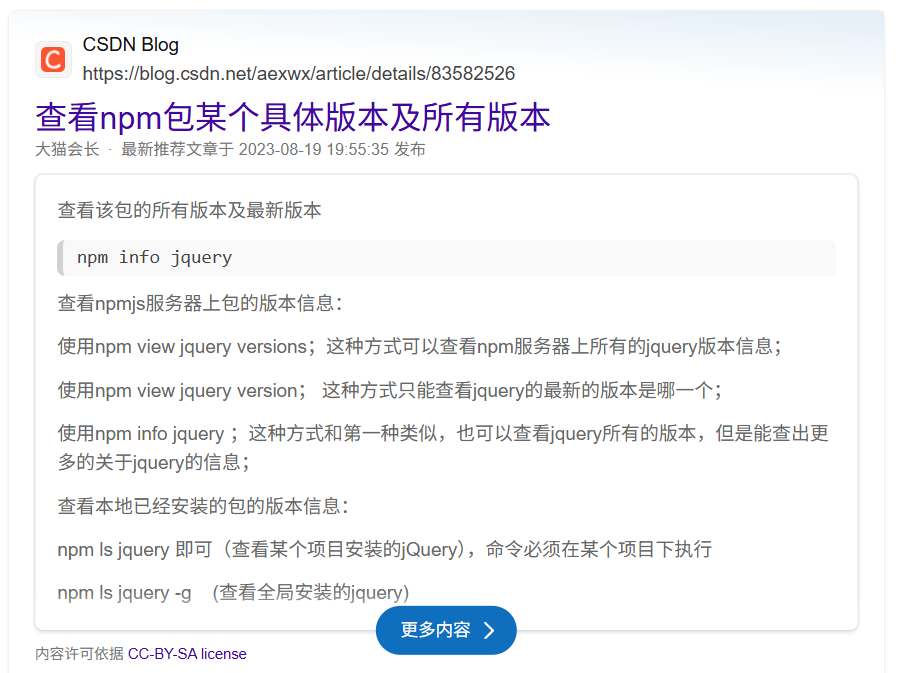 CSDN Blog
https://blog.csdn.net/aexwx/article/details/83582526
查看npm包某个具体版本及所有版本
大猫会长 · 最新推荐文章于 2023-08-19 19:55:35 发布
查看该包的所有版本及最新版本
npm info jquery
查看npmjs服务器上包的版本信息：
使用npm view jquery versions；这种方式可以查看npm服务器上所有的jquery版本信息；
使用npm view jquery version； 这种方式只能查看jquery的最新的版本是哪一个；
使用npm info jquery ；这种方式和第一种类似，也可以查看jquery所有的版本，但是能查出更
多的关于jquery的信息；
查看本地已经安装的包的版本信息：
npm ls jquery 即可（查看某个项目安装的jQuery），命令必须在某个项目下执行
npm ls jquery -g (查看全局安装的jquery)
更多内容
内容许可依据 CC-BY-SA license